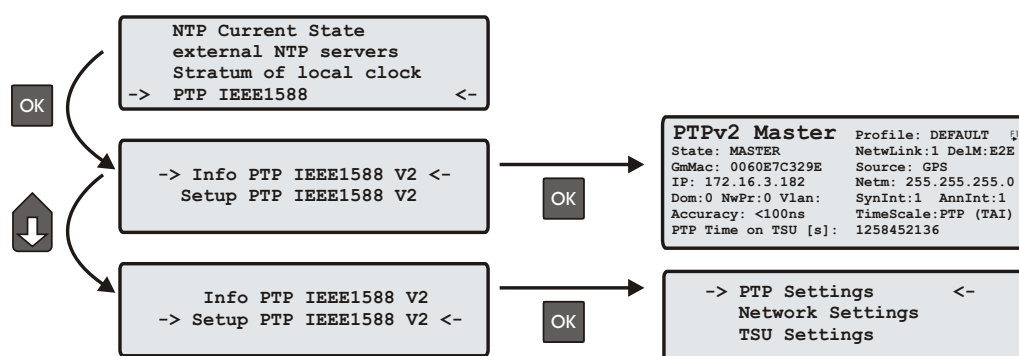 NTP Current State
external NTP servers
Stratum of local clock
-> PTP IEEE1588 <-
OK
-> Info PTP IEEE1588 V2 <-
Setup PTP IEEE1588 V2
OK
PTPv2 Master Profile: DEFAULT
State: MASTER NetwLink:1 DelM:E2E
GmMac: 0060E7C329E Source: GPS
IP: 172.16.3.182 Netm: 255.255.255.0
Dom:0 NwPr:0 Vlan: SynInt:1 AnnInt:1
Accuracy: <100ns TimeScale:PTP (TAI)
PTP Time on TSU [s]: 1258452136
Info PTP IEEE1588 V2
-> Setup PTP IEEE1588 V2 <-
OK
-> PTP Settings <-
Network Settings
TSU Settings